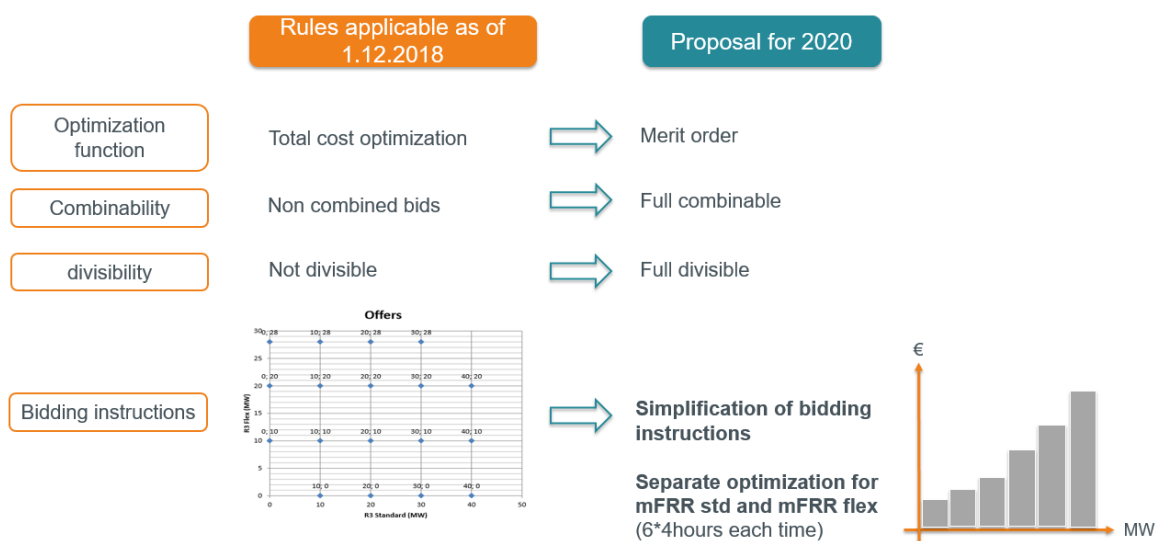 Rules applicable as of
1.12.2018
Proposal for 2020
Optimization
function
Total cost optimization
Merit order
Combinability
Non combined bids
Full combinable
divisibility
Not divisible
Full divisible
Bidding instructions
Offers
30
25
20
15
10
5
0
R3 Flex (MW)
0; 28
10; 28
20; 28
30; 28
0; 20
10; 20
20; 20
30; 20
40; 20
0; 10
10; 10
20; 10
30; 10
40; 10
10; 0
20; 0
30; 0
40; 0
0
10
20
30
40
50
R3 Standard (MW)
Simplification of bidding
instructions
Separate optimization for
mFRR std and mFRR flex
(6*4hours each time)
€
MW